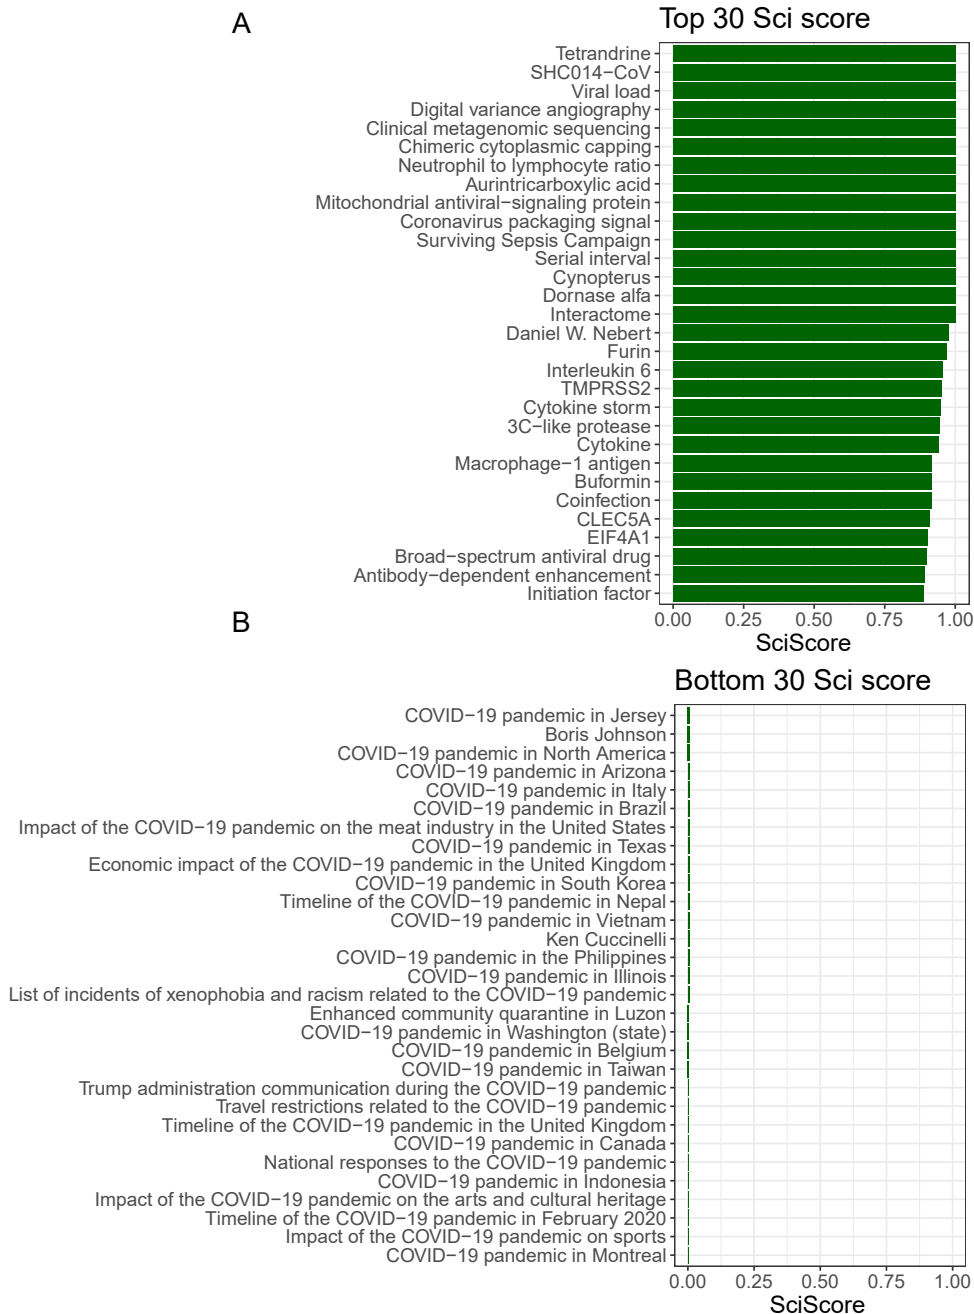 A
Top 30 Sci score
Tetrandrine
SHC014−CoV
Viral load
Digital variance angiography
Clinical metagenomic sequencing
Chimeric cytoplasmic capping
Neutrophil to lymphocyte ratio
Aurintricarboxylic acid
Mitochondrial antiviral−signaling protein
Coronavirus packaging signal
Surviving Sepsis Campaign
Serial interval
Cynopterus
Dornase alfa
Interactome
Daniel W. Nebert
Furin
Interleukin 6
TMPRSS2
Cytokine storm
3C−like protease
Cytokine
Macrophage−1 antigen
Buformin
Coinfection
CLEC5A
EIF4A1
Broad−spectrum antiviral drug
Antibody−dependent enhancement
Initiation factor
0.00 0.25 0.50 0.75 1.00
SciScore
B
Bottom 30 Sci score
COVID−19 pandemic in Jersey
Boris Johnson
COVID−19 pandemic in North America
COVID−19 pandemic in Arizona
COVID−19 pandemic in Italy
COVID−19 pandemic in Brazil
Impact of the COVID−19 pandemic on the meat industry in the United States
COVID−19 pandemic in Texas
Economic impact of the COVID−19 pandemic in the United Kingdom
COVID−19 pandemic in South Korea
Timeline of the COVID−19 pandemic in Nepal
COVID−19 pandemic in Vietnam
Ken Cuccinelli
COVID−19 pandemic in the Philippines
COVID−19 pandemic in Illinois
List of incidents of xenophobia and racism related to the COVID−19 pandemic
Enhanced community quarantine in Luzon
COVID−19 pandemic in Washington (state)
COVID−19 pandemic in Belgium
COVID−19 pandemic in Taiwan
Trump administration communication during the COVID−19 pandemic
Travel restrictions related to the COVID−19 pandemic
Timeline of the COVID−19 pandemic in the United Kingdom
COVID−19 pandemic in Canada
National responses to the COVID−19 pandemic
COVID−19 pandemic in Indonesia
Impact of the COVID−19 pandemic on the arts and cultural heritage
Timeline of the COVID−19 pandemic in February 2020
Impact of the COVID−19 pandemic on sports
COVID−19 pandemic in Montreal
0.00 0.25 0.50 0.75 1.00
SciScore